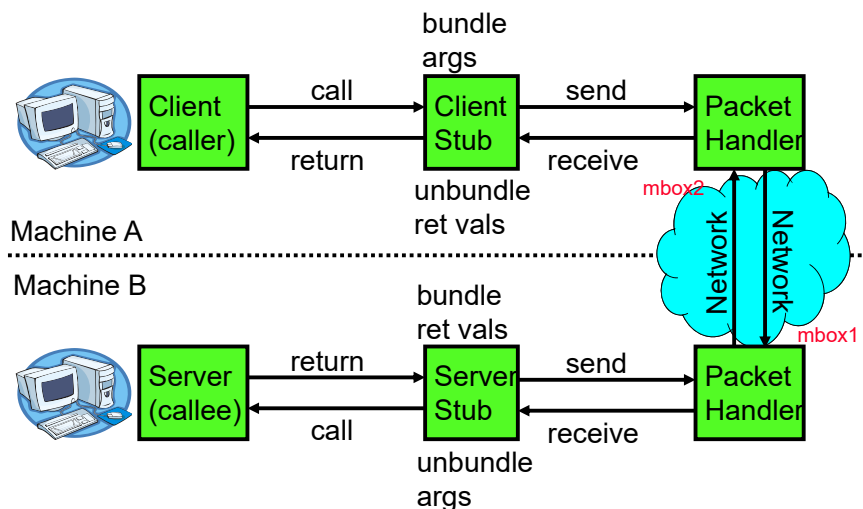 bundle
args
Client
(caller)
call
return
Client
Stub
send
receive
Packet
Handler
unbundle
ret vals
mbox2
Machine A
Network
Network
Machine B
mbox1
bundle
ret vals
Server
(callee)
return
call
Server
Stub
send
receive
Packet
Handler
unbundle
args